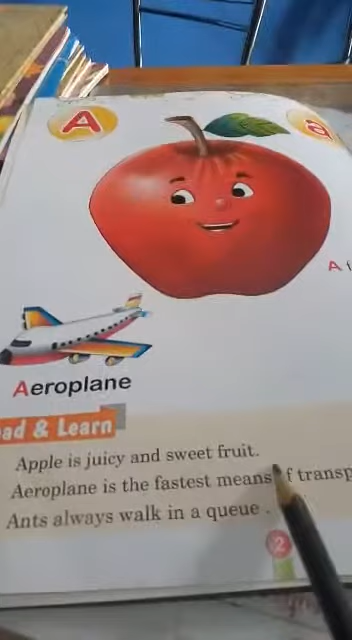 A
a
A i
Aeroplane
ad & Learn
Apple is juicy and sweet fruit.
Aeroplane is the fastest means f transp
Ants always walk in a queue .
2